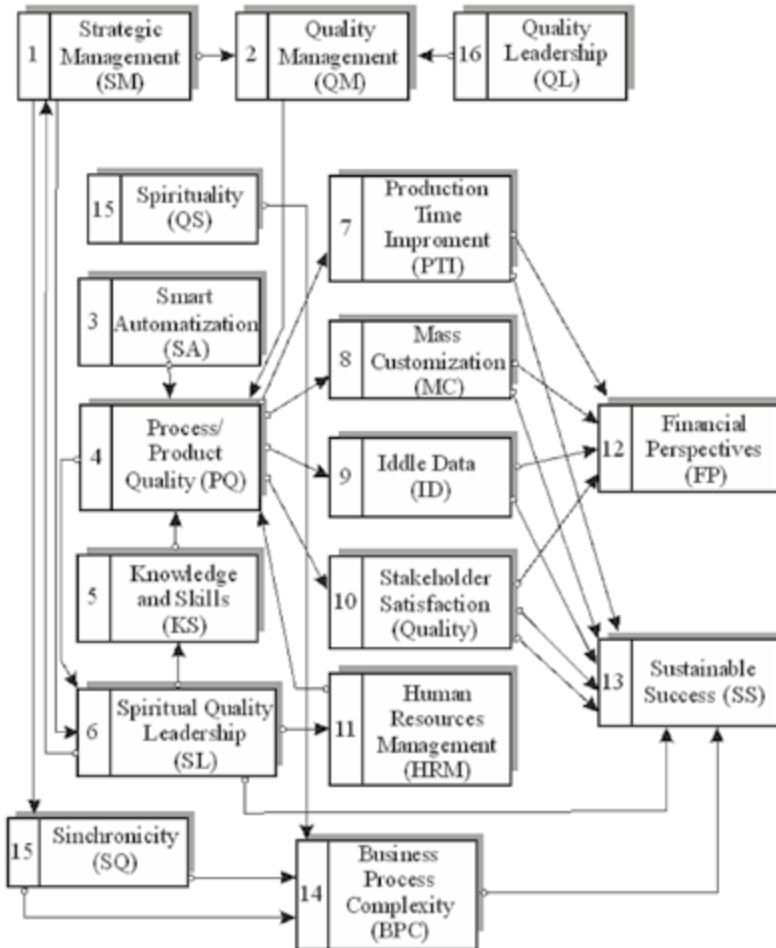 1
Strategic
Management
(SM)
2
Quality
Management
(QM)
16
Quality
Leadership
(QL)
15
Spirituality
(QS)
7
Production
Time
Improment
(PTI)
3
Smart
Automatization
(SA)
8
Mass
Customization
(MC)
4
Process/
Product
Quality (PQ)
12
Financial
Perspectives
(FP)
9
Iddle Data
(ID)
5
Knowledge
and Skills
(KS)
10
Stakeholder
Satisfaction
(Quality)
13
Sustainable
Success (SS)
6
Spiritual Quality
Leadership
(SL)
11
Human
Resources
Management
(HRM)
15
Sinchronicity
(SQ)
14
Business
Process
Complexity
(BPC)